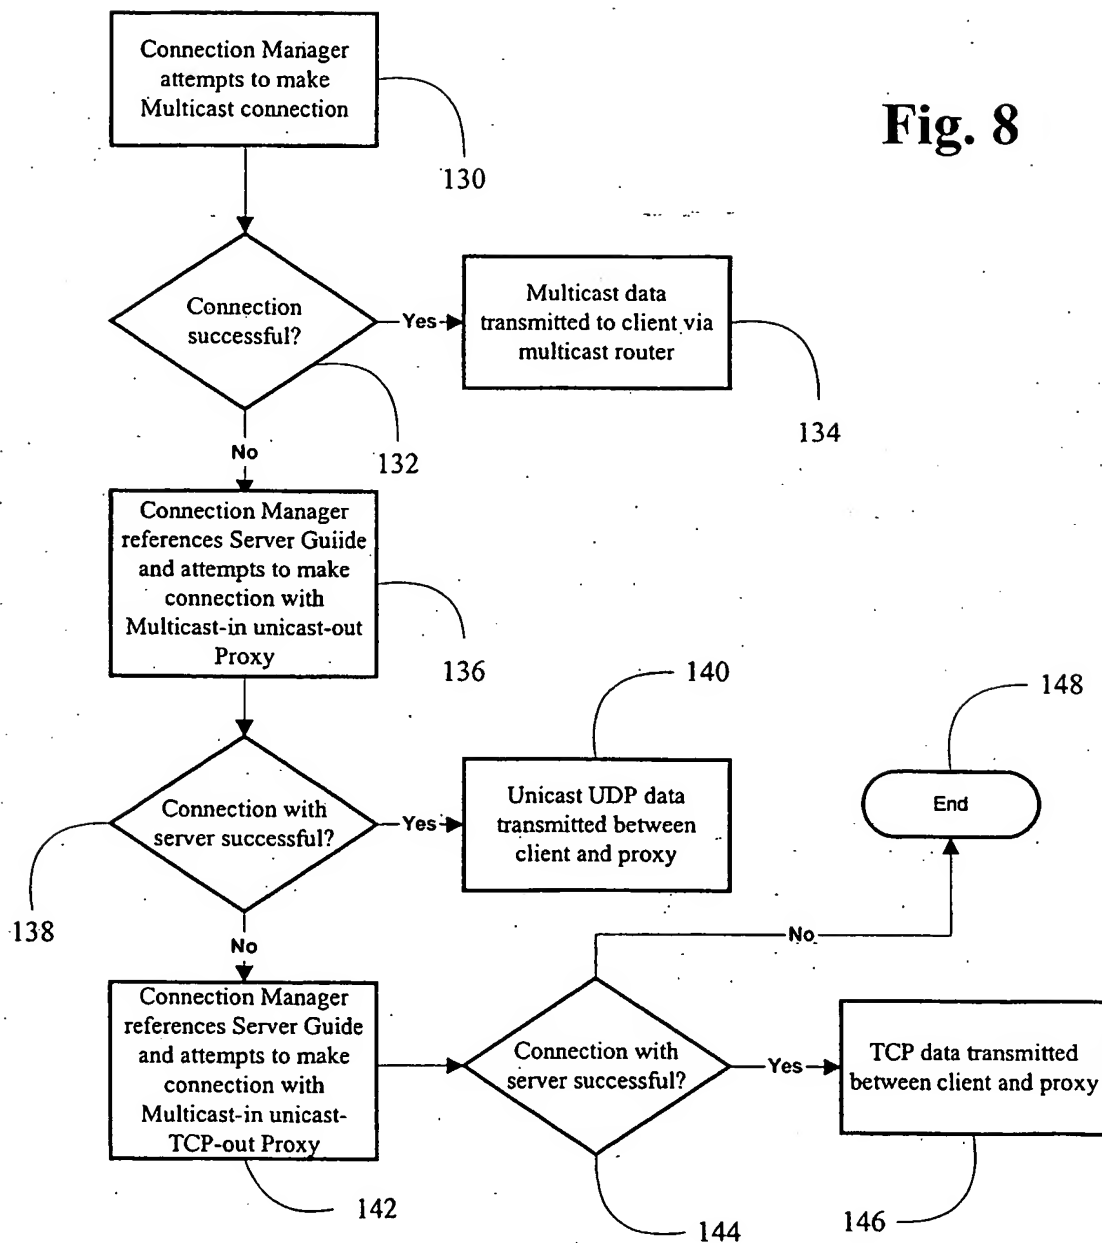 Connection Manager
attempts to make
Multicast connection
Fig. 8
130
Connection
successful?
Yes
Multicast data
transmitted to client via
multicast router
134
No
132
Connection Manager
references Server Guiide
and attempts to make
connection with
Multicast-in unicast-out
Proxy
136
140
148
Connection with
server successful?
Yes
Unicast UDP data
transmitted between
client and proxy
End
138
No
No
Connection Manager
references Server Guide
and attempts to make
connection with
Multicast-in unicast-
TCP-out Proxy
Connection with
server successful?
Yes
TCP data transmitted
between client and proxy
142
144
146